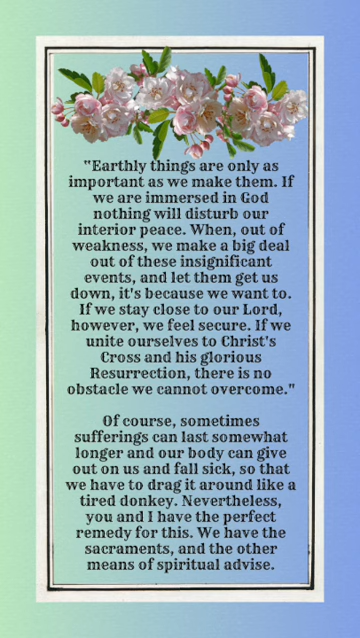 "Earthly things are only as
important as we make them. If
we are immersed in God
nothing will disturb our
interior peace. When, out of
weakness, we make a big deal
out of these insignificant
events, and let them get us
down, it's because we want to.
If we stay close to our Lord,
however, we feel secure. If we
unite ourselves to Christ's
Cross and his glorious
Resurrection, there is no
obstacle we cannot overcome."

Of course, sometimes
sufferings can last somewhat
longer and our body can give
out on us and fall sick, so that
we have to drag it around like a
tired donkey. Nevertheless,
you and I have the perfect
remedy for this. We have the
sacraments, and the other
means of spiritual advise.